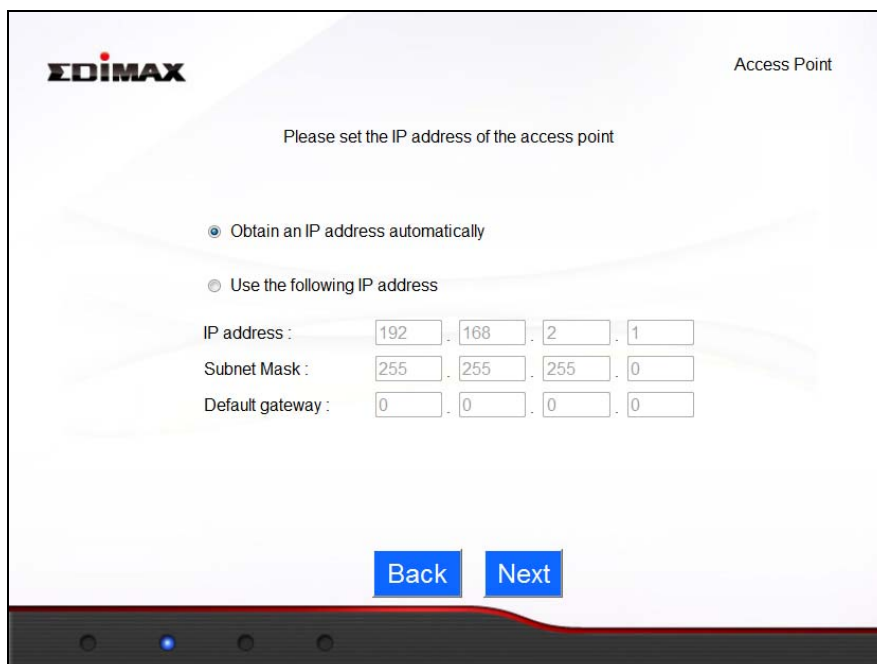 EDIMAX
Access Point
Please set the IP address of the access point
Obtain an IP address automatically
Use the following IP address
IP address : 192 . 168 . 2 . 1
Subnet Mask : 255 . 255 . 255 . 0
Default gateway : 0 . 0 . 0 . 0
Back Next